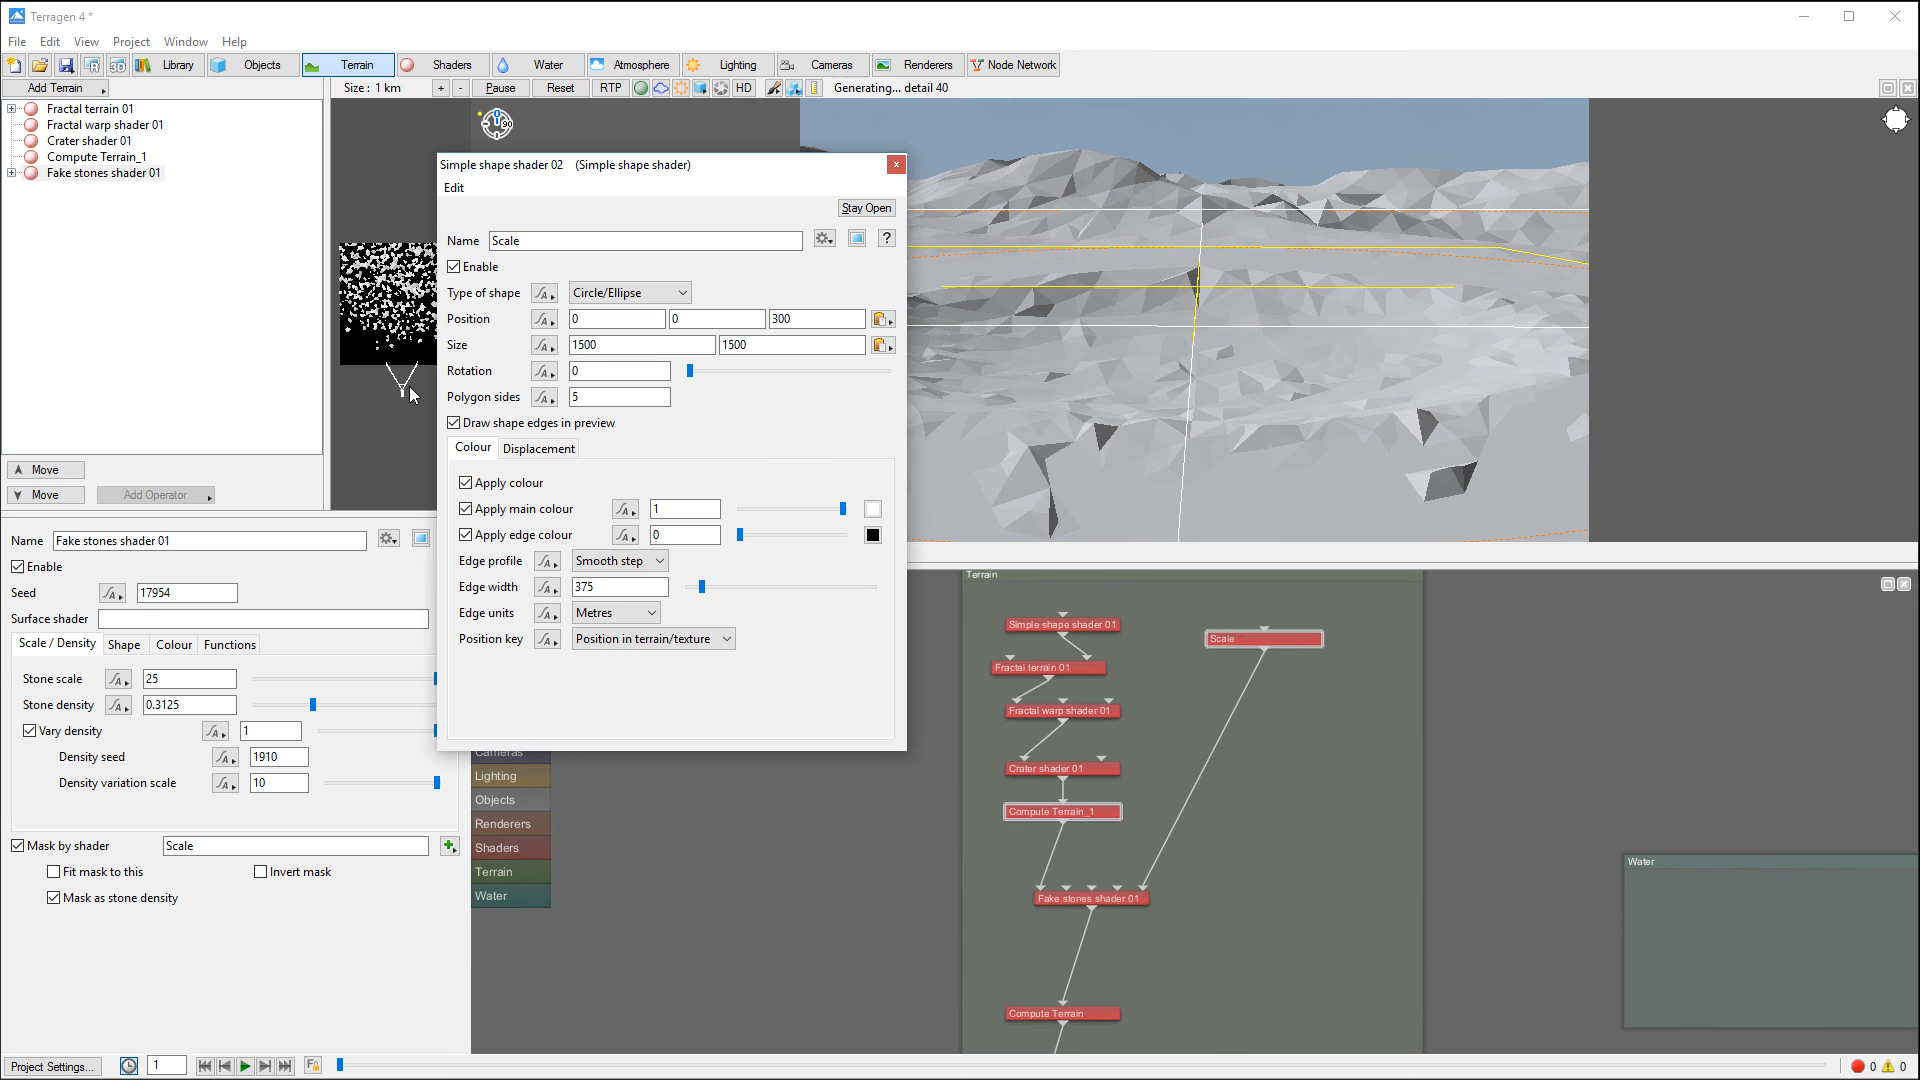 Terragen 4 *
File Edit View Project Window Help
Library Objects Terrain Shaders Water Atmosphere Lighting Cameras Renderers Node Network
Add Terrain
Size : 1 km + - Pause Reset RTP HD Generating... detail 40
Fractal terrain 01
Fractal warp shader 01
Crater shader 01
Compute Terrain_1
Fake stones shader 01
Move
Move Add Operator
Name Fake stones shader 01
Enable
Seed 17954
Surface shader
Scale / Density Shape Colour Functions
Stone scale 25
Stone density 0.3125
Vary density 1
Density seed 1910
Density variation scale 10
Mask by shader Scale
Fit mask to this Invert mask
Mask as stone density
Simple shape shader 02 (Simple shape shader)
Edit
Stay Open
Name Scale ?
Enable
Type of shape Circle/Ellipse
Position 0 0 300
Size 1500 1500
Rotation 0
Polygon sides 5
Draw shape edges in preview
Colour Displacement
Apply colour
Apply main colour 1
Apply edge colour 0
Edge profile Smooth step
Edge width 375
Edge units Metres
Position key Position in terrain/texture
Cameras
Lighting
Objects
Renderers
Shaders
Terrain
Water
Terrain
Simple shape shader 01
Scale
Fractal terrain 01
Fractal warp shader 01
Crater shader 01
Compute Terrain_1
Fake stones shader 01
Compute Terrain
Water
Project Settings... 1 0 0